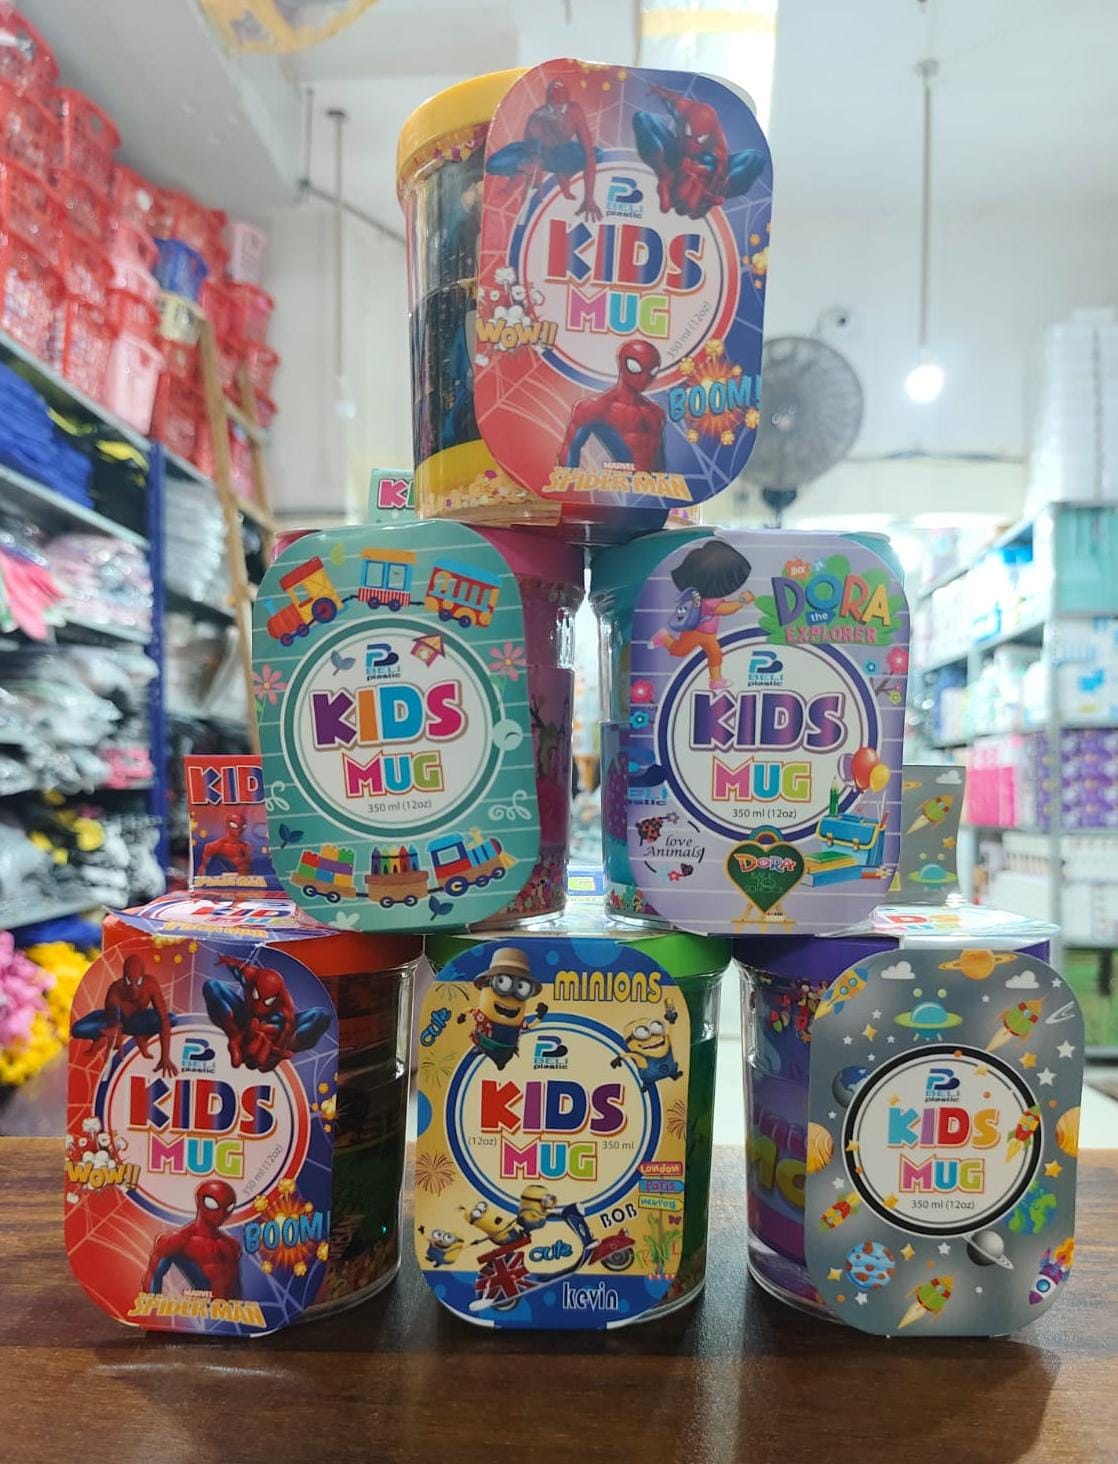 BELI
plastic
KIDS
MUG
350 ml (12oz)
WOW!!
BOOM!
MARVEL
SPIDER-MAN
BELI
plastic
KIDS
MUG
350 ml (12oz)
DORA
the
EXPLORER
BELI
plastic
KIDS
MUG
350 ml (12oz)
love
Animals
DORA
KID
BELI
plastic
KIDS
MUG
350 ml (12oz)
WOW!!
BOOM!
MARVEL
SPIDER-MAN
MINIONS
cute
BELI
plastic
KIDS
(12oz) MUG 350 ml
London
PARIS
BOB
cute
kevin
BELI
plastic
KIDS
MUG
350 ml (12oz)